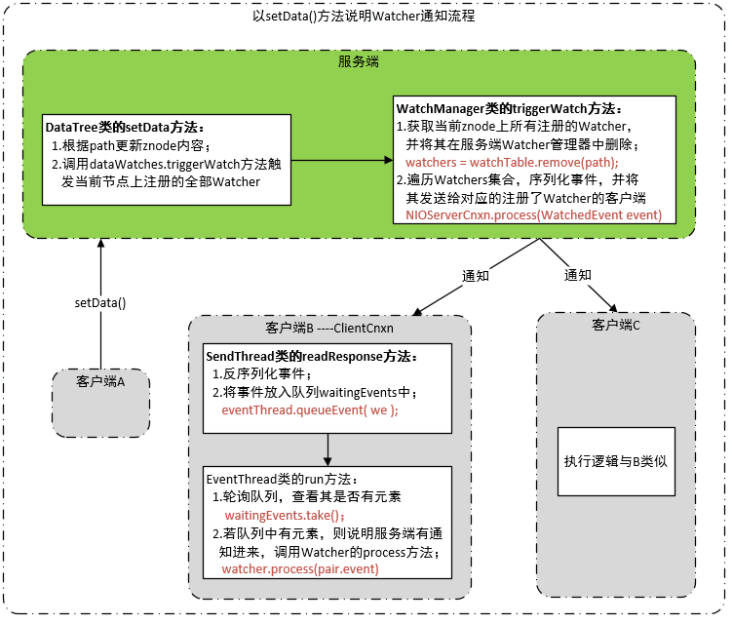 以setData()方法说明Watcher通知流程
服务端
DataTree类的setData方法：
1.根据path更新znode内容；
2.调用dataWatches.triggerWatch方法触
发当前节点上注册的全部Watcher
WatchManager类的triggerWatch方法：
1.获取当前znode上所有注册的Watcher，
并将其在服务端Watcher管理器中删除；
watchers = watchTable.remove(path);
2.遍历Watchers集合，序列化事件，并将
其发送给对应的注册了Watcher的客户端
NIOServerCnxn.process(WatchedEvent event)
setData()
通知
通知
客户端A
客户端B ----ClientCnxn
SendThread类的readResponse方法：
1.反序列化事件；
2.将事件放入队列waitingEvents中；
eventThread.queueEvent( we );
EventThread类的run方法：
1.轮询队列，查看其是否有元素
waitingEvents.take();
2.若队列中有元素，则说明服务端有通
知进来，调用Watcher的process方法；
watcher.process(pair.event)
客户端C
执行逻辑与B类似